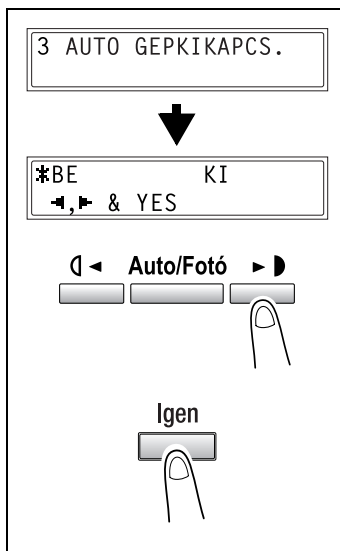 3 AUTO GEPKIKAPCS.
*BE KI
◄,► & YES
◄ Auto/Fotó ►
Igen